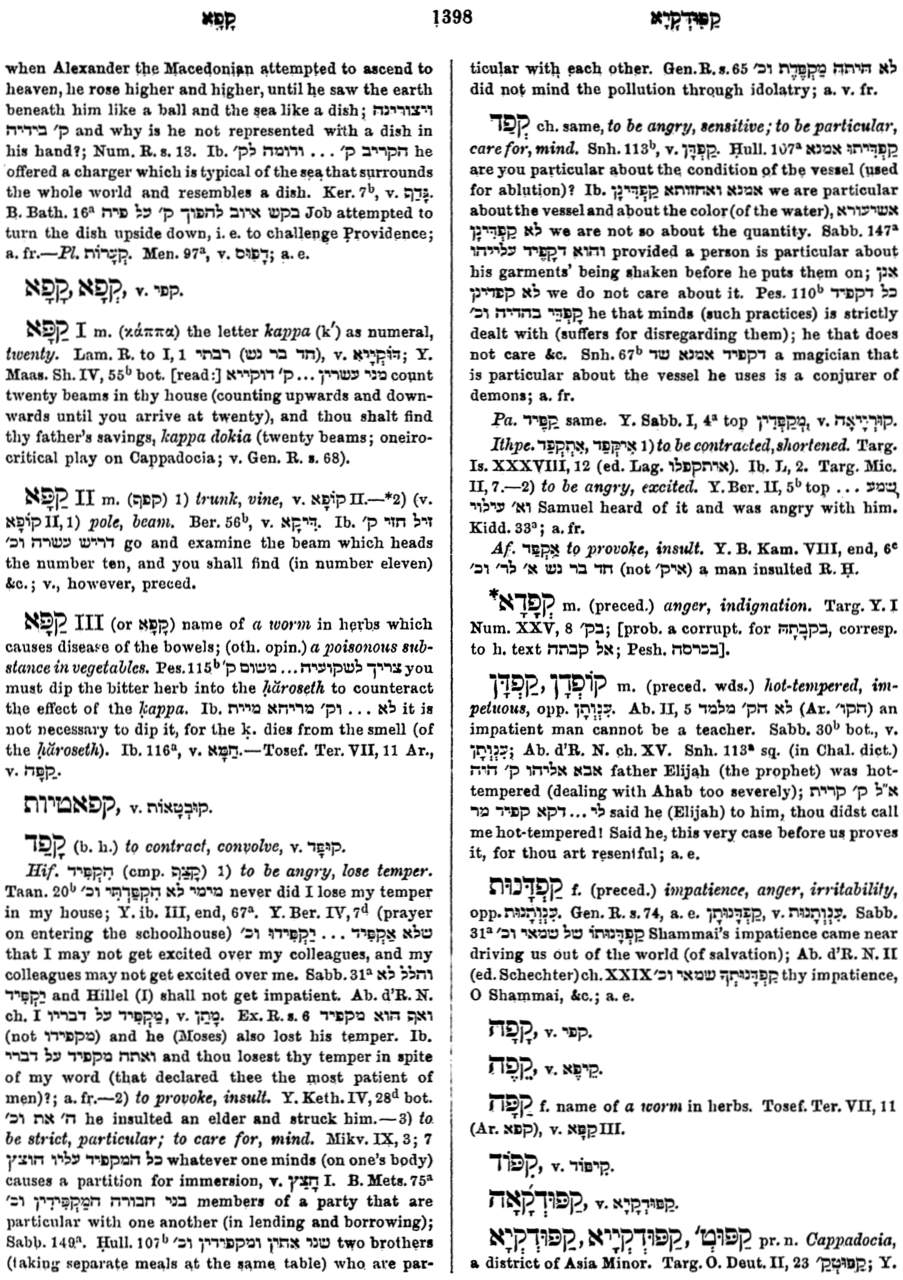 קָפָא
1398
קַפּוּדְקָיָא
when Alexander the Macedonian attempted to ascend to
heaven, he rose higher and higher, until he saw the earth
beneath him like a ball and the sea like a dish; ויצורינה
ק׳ בידיה and why is he not represented with a dish in
his hand?; Num. R. s. 13. Ib. הקריב ק׳ ... ודומה לק׳ he
offered a charger which is typical of the sea that surrounds
the whole world and resembles a dish. Ker. 7ᵇ, v. גָּדַף.
B. Bath. 16ᵃ בקש איוב להפוך ק׳ על פיה Job attempted to
turn the dish upside down, i. e. to challenge Providence;
a. fr.—Pl. קְעָרוֹת. Men. 97ᵃ, v. דְּפוּס; a. e.
קְפָא, קָפָא, v. קפי.
קַפָּא I m. (κάππα) the letter kappa (k′) as numeral,
twenty. Lam. R. to I, 1 רבתי (חד בר נש), v. דּוֹקַיָּיא; Y.
Maas. Sh. IV, 55ᵇ bot. [read:] מני עשרין ... ק׳ דוקייא count
twenty beams in thy house (counting upwards and down-
wards until you arrive at twenty), and thou shalt find
thy father's savings, kappa dokia (twenty beams; oneiro-
critical play on Cappadocia; v. Gen. R. s. 68).
קַפָּא II m. (קפף) 1) trunk, vine, v. קוֹפָא II.—*2) (v.
קוֹפָא II, 1) pole, beam. Ber. 56ᵇ, v. דִּיקָא. Ib. זיל חזי ק׳
דריש עשרה וכ׳ go and examine the beam which heads
the number ten, and you shall find (in number eleven)
&c.; v., however, preced.
קַפָּא III (or קָפָא) name of a worm in herbs which
causes disease of the bowels; (oth. opin.) a poisonous sub-
stance in vegetables. Pes. 115ᵇ צריך לשקועיה ... משום ק׳ you
must dip the bitter herb into the ḥăroseth to counteract
the effect of the ḳappa. Ib. לא ... וק׳ מריחא מיית it is
not necessary to dip it, for the ḳ. dies from the smell (of
the ḥăroseth). Ib. 116ᵃ, v. חַמָּא.—Tosef. Ter. VII, 11 Ar.,
v. קַפָּה.
קפאטיות, v. קוּבְטָאוֹת.
קָפַד (b. h.) to contract, convolve, v. קוּפָּד.
Hif. הִקְפִּיד (cmp. קָצַף) 1) to be angry, lose temper.
Taan. 20ᵇ מימי לא הִקְפַּדְתִּי וכ׳ never did I lose my temper
in my house; Y. ib. III, end, 67ᵃ. Y. Ber. IV, 7ᵈ (prayer
on entering the schoolhouse) שלא אַקְפִּיד ... יַקְפִּידוּ וכ׳
that I may not get excited over my colleagues, and my
colleagues may not get excited over me. Sabb. 31ᵃ והלל לא
יַקְפִּיד and Hillel (I) shall not get impatient. Ab. d'R. N.
ch. I מַקְפִּיד על דבריו, v. מָתַן. Ex. R. s. 6 ואף הוא מקפיד
(not מקפידו) and he (Moses) also lost his temper. Ib.
ואתה מקפיד על דברי and thou losest thy temper in spite
of my word (that declared thee the most patient of
men)?; a. fr.—2) to provoke, insult. Y. Keth. IV, 28ᵈ bot.
ה׳ את וכ׳ he insulted an elder and struck him.—3) to
be strict, particular; to care for, mind. Mikv. IX, 3; 7
כל המקפיד עליו הוצץ whatever one minds (on one's body)
causes a partition for immersion, v. חָצַץ I. B. Mets. 75ᵃ
בני חבורה הַמַּקְפִּידִין וכ׳ members of a party that are
particular with one another (in lending and borrowing);
Sabb. 149ᵃ. Hull. 107ᵇ שני אחין ומקפידין וכ׳ two brothers
(taking separate meals at the same table) who are par-
ticular with each other. Gen. R. s. 65 לא היתה מַקְפֶּדֶת וכ׳
did not mind the pollution through idolatry; a. v. fr.
קְפַד ch. same, to be angry, sensitive; to be particular,
care for, mind. Snh. 113ᵇ, v. קַפְּדָן. Ḥull. 107ᵃ קָפְדִיתוּ אמנא
are you particular about the condition of the vessel (used
for ablution)? Ib. אמנא ואחזותא קָפְדִינַן we are particular
about the vessel and about the color (of the water), אשיעורא
לא קָפְדִינַן we are not so about the quantity. Sabb. 147ᵃ
והוא דקָפֵיד עלייהו provided a person is particular about
his garments' being shaken before he puts them on; אנן
לא קפדינן we do not care about it. Pes. 110ᵇ כל דקפיד
קָפְדֵי בהדיה וכ׳ he that minds (such practices) is strictly
dealt with (suffers for disregarding them); he that does
not care &c. Snh. 67ᵇ דקפיד אמנא שד a magician that
is particular about the vessel he uses is a conjurer of
demons; a. fr.
Pa. קַפֵּיד same. Y. Sabb. I, 4ᵃ top מְקַפְּדִין, v. קוּרְיָיאָה.
Ithpe. אִיקְּפַד, אִתְקְפַד 1) to be contracted, shortened. Targ.
Is. XXXVIII, 12 (ed. Lag. איתקפלו). Ib. L, 2. Targ. Mic.
II, 7.—2) to be angry, excited. Y. Ber. II, 5ᵇ top שמע ...
וא׳ עילוי Samuel heard of it and was angry with him.
Kidd. 33ᵃ; a. fr.
Af. אַקְפַּד to provoke, insult. Y. B. Kam. VIII, end, 6ᶜ
חד בר נש א׳ לר׳ וכ׳ (not איק׳) a man insulted R. Ḥ.
*קְפָדָא m. (preced.) anger, indignation. Targ. Y. I
Num. XXV, 8 בק׳; [prob. a corrupt. for בקבתה, corresp.
to h. text אל קבתה; Pesh. בכרסה].
קַפְּדָן, קוֹפְדָן m. (preced. wds.) hot-tempered, im-
petuous, opp. עִנְוְותָן. Ab. II, 5 לא הק׳ מלמד (Ar. הקו׳) an
impatient man cannot be a teacher. Sabb. 30ᵇ bot., v.
עִנְוְותָן; Ab. d'R. N. ch. XV. Snh. 113ᵃ sq. (in Chal. dict.)
אבא אליהו ק׳ היה father Elijah (the prophet) was hot-
tempered (dealing with Ahab too severely); א״ל ק׳ קרית
לי ... דקא קפיד מר said he (Elijah) to him, thou didst call
me hot-tempered! Said he, this very case before us proves
it, for thou art resentful; a. e.
קַפְּדָנוּת f. (preced.) impatience, anger, irritability,
opp. עִנְוְותָנוּת. Gen. R. s. 74, a. e. קַפְּדָנוּתָן, v. עִנְוְותָנוּת. Sabb.
31ᵃ קַפְּדָנוּתוֹ של שמאי וכ׳ Shammai's impatience came near
driving us out of the world (of salvation); Ab. d'R. N. II
(ed. Schechter) ch. XXIX קַפְּדָנוּתְךָ שמאי וכ׳ thy impatience,
O Shammai, &c.; a. e.
קָפָה, v. קפי.
קָפֶה, v. קִיפֶּא.
קַפָּה f. name of a worm in herbs. Tosef. Ter. VII, 11
(Ar. קפא), v. קַפָּא III.
קִפּוֹד, v. קִיפּוֹד.
קַפּוּדְקָאָה, v. קַפּוּדְקָיָא.
קַפּוּדְקִיָא, קַפּוּדְקִייָא, קַפּוּט׳ pr. n. Cappadocia,
a district of Asia Minor. Targ. O. Deut. II, 23 קַפּוּטְק׳; Y.